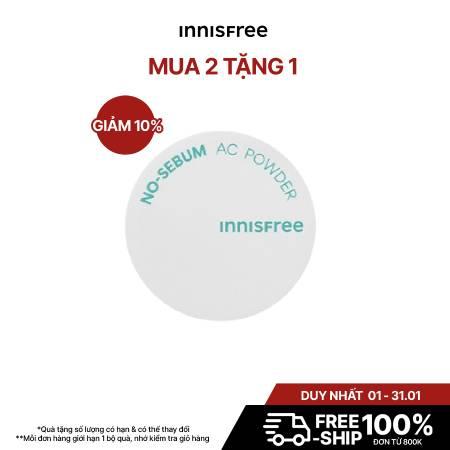 innisfree
MUA 2 TẶNG 1
GIẢM 10%
NO-SEBUM AC POWDER
innisfree
DUY NHẤT 01 - 31.01
FREE
-SHIP
100%
ĐƠN TỪ 800K
*Quà tặng số lượng có hạn & có thể thay đổi
**Mỗi đơn hàng giới hạn 1 bộ quà, nhớ kiểm tra giỏ hàng